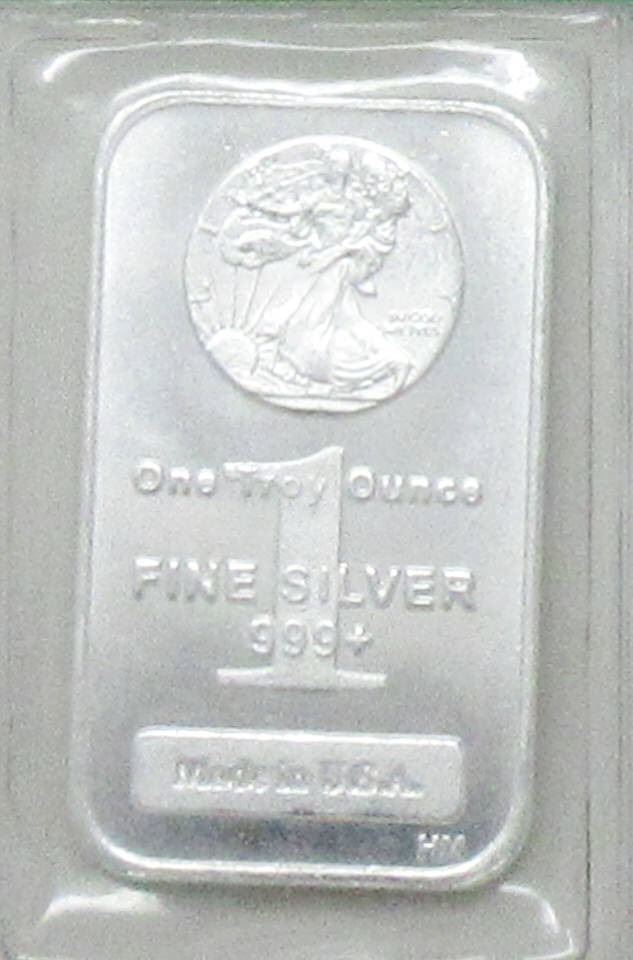 One Troy Ounce
1
FINE SILVER
999+
Made in U.S.A.
HM